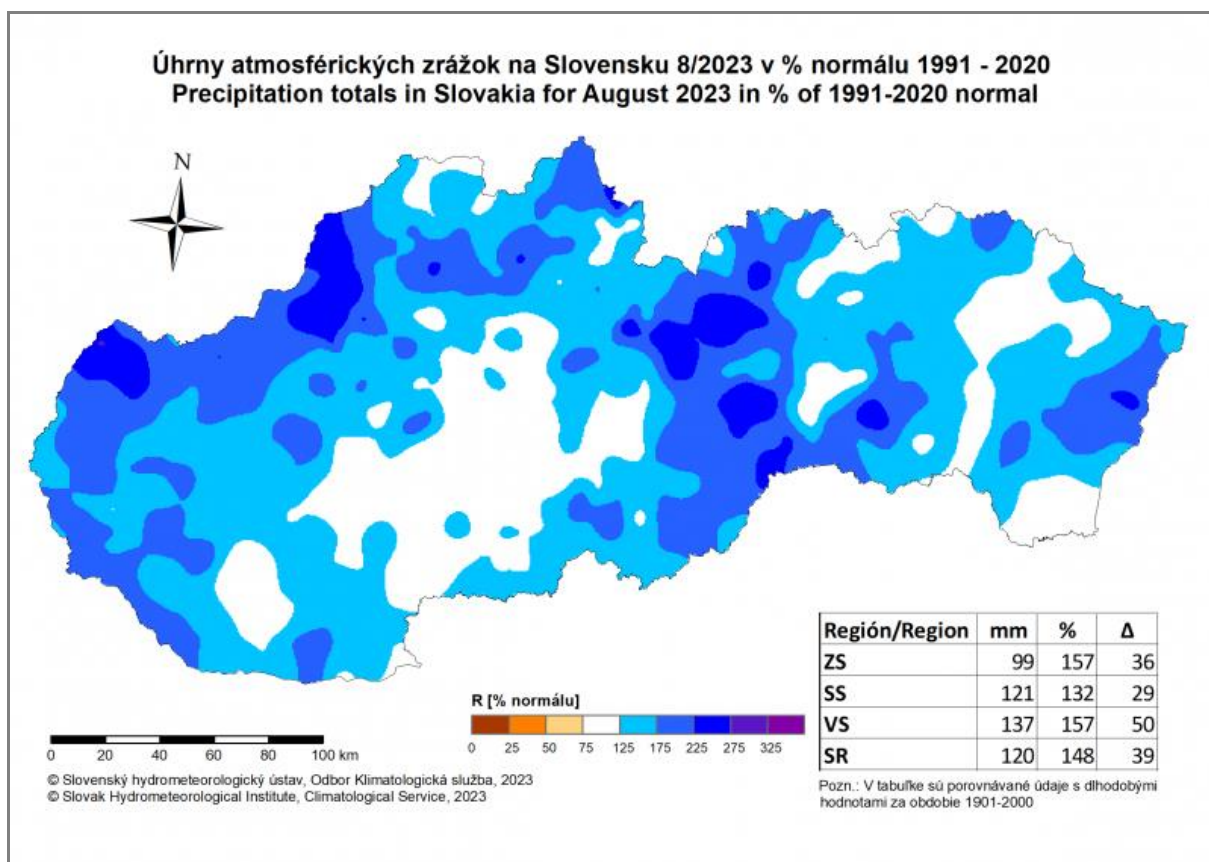 Úhrny atmosférických zrážok na Slovensku 8/2023 v % normálu 1991 - 2020
Precipitation totals in Slovakia for August 2023 in % of 1991-2020 normal
N
Región/Region mm % Δ
ZS 99 157 36
SS 121 132 29
VS 137 157 50
SR 120 148 39
Pozn.: V tabuľke sú porovnávané údaje s dlhodobými
hodnotami za obdobie 1901-2000
R [% normálu]
0 25 50 75 125 175 225 275 325
0 20 40 60 80 100 km
© Slovenský hydrometeorologický ústav, Odbor Klimatologická služba, 2023
© Slovak Hydrometeorological Institute, Climatological Service, 2023